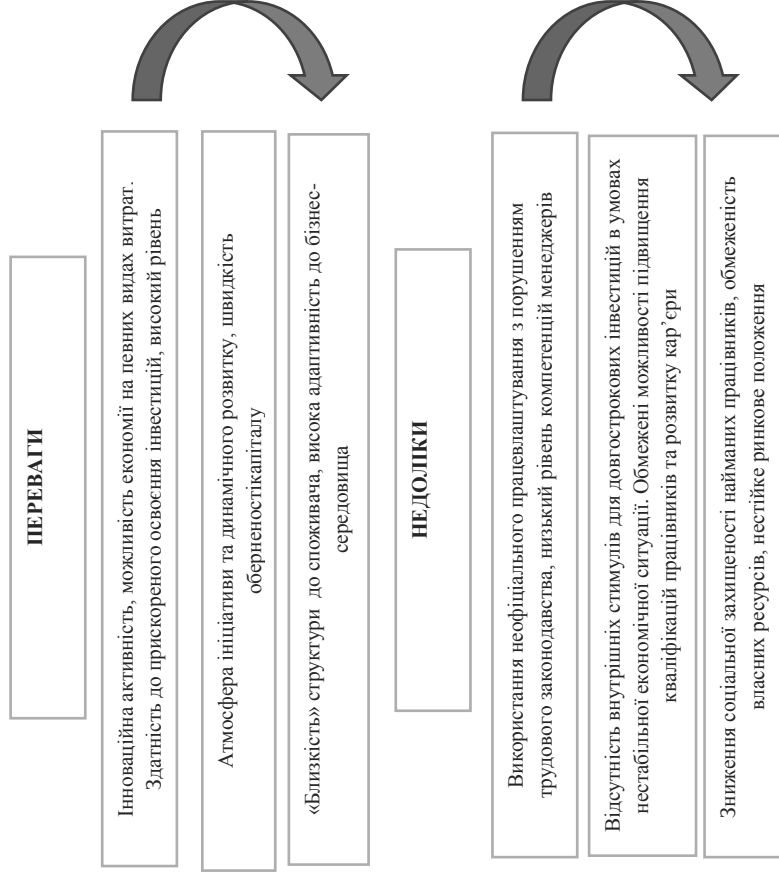 ПЕРЕВАГИ
Інноваційна активність, можливість економії на певних видах витрат.
Здатність до прискореного освоєння інвестицій, високий рівень
Атмосфера ініціативи та динамічного розвитку, швидкість
оберненостікапіталу
«Близкість» структури до споживача, висока адаптивність до бізнес-
середовища
НЕДОЛІКИ
Використання неофіціального працевлаштування з порушенням
трудового законодавства, низький рівень компетенцій менеджерів
Відсутність внутрішніх стимулів для довгострокових інвестицій в умовах
нестабільної економічної ситуації. Обмежені можливості підвищення
кваліфікацій працівників та розвитку кар’єри
Зниження соціальної захищеності найманих працівників, обмеженість
власних ресурсів, нестійке ринкове положення